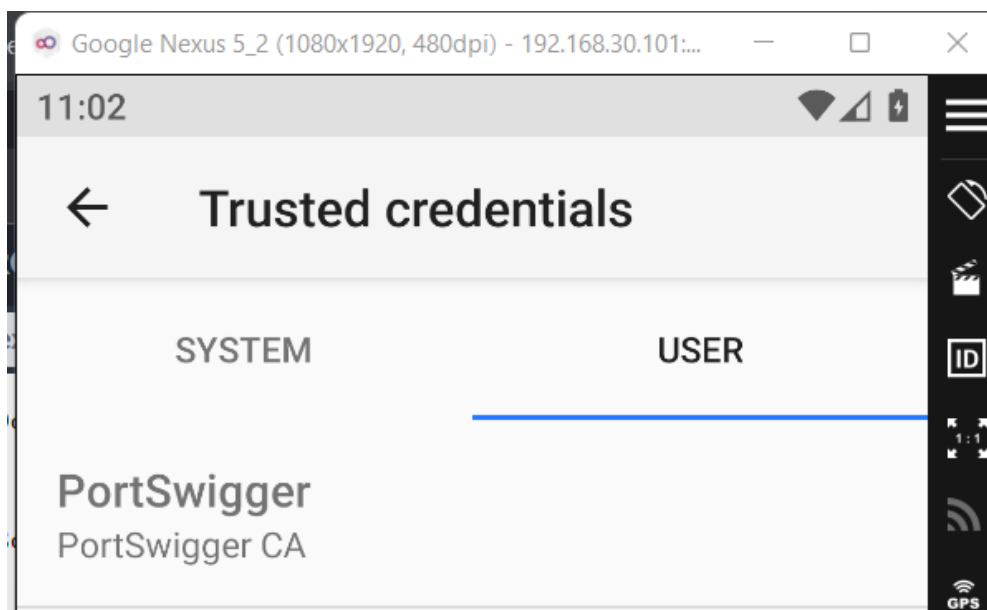 Google Nexus 5_2 (1080x1920, 480dpi) - 192.168.30.101:...
11:02
Trusted credentials
SYSTEM
USER
ID
1:1
PortSwigger
PortSwigger CA
GPS